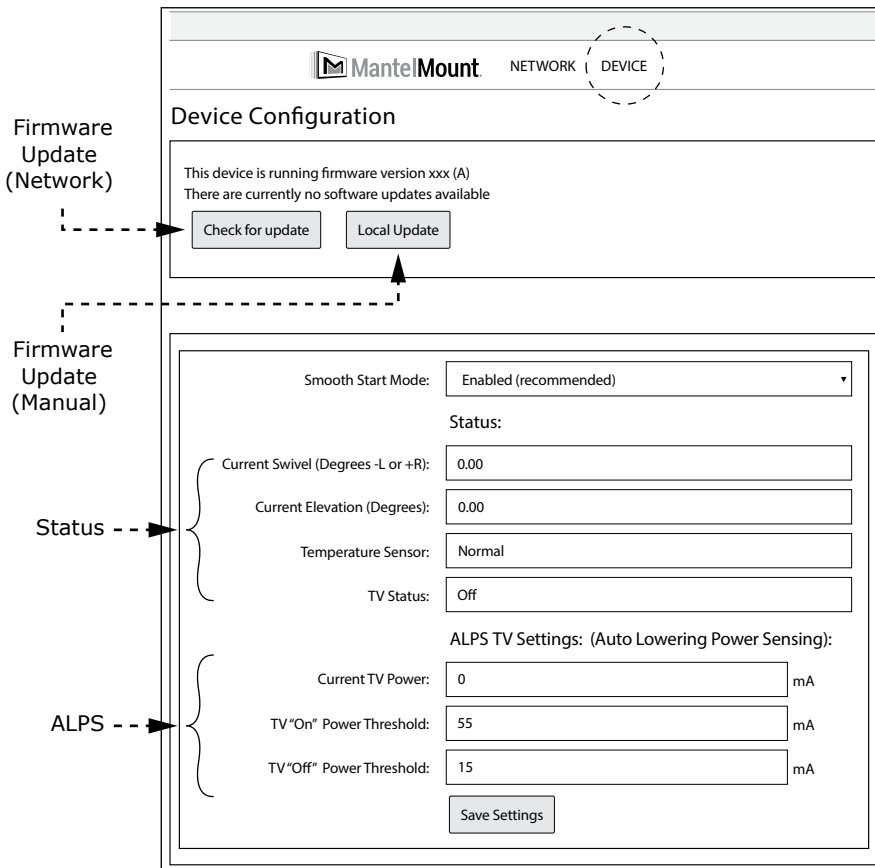 MantelMount. NETWORK DEVICE
Device Configuration
Firmware
Update
(Network)
This device is running firmware version xxx (A)
There are currently no software updates available
Check for update Local Update
Firmware
Update
(Manual)
Smooth Start Mode: Enabled (recommended)
Status:
Current Swivel (Degrees -L or +R): 0.00
Current Elevation (Degrees): 0.00
Status
Temperature Sensor: Normal
TV Status: Off
ALPS TV Settings: (Auto Lowering Power Sensing):
Current TV Power: 0 mA
ALPS
TV "On" Power Threshold: 55 mA
TV "Off" Power Threshold: 15 mA
Save Settings